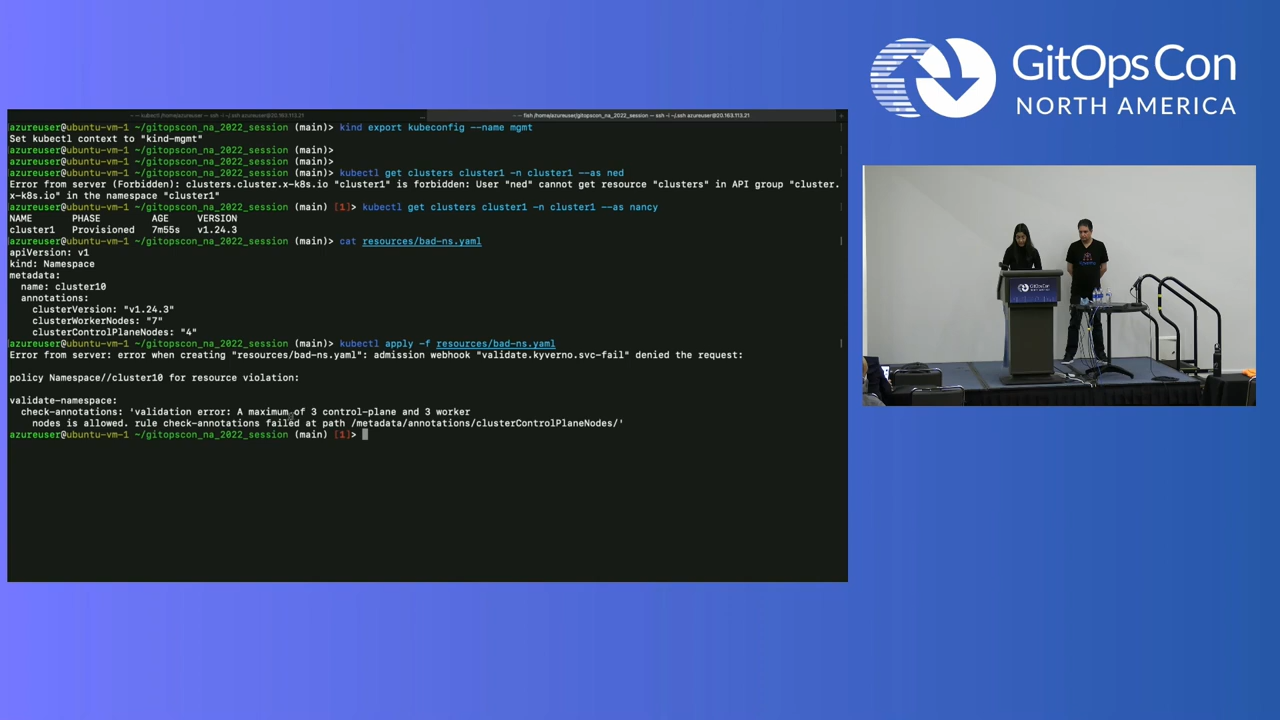 GitOpsCon
NORTH AMERICA
azureuser@ubuntu-vm-1 ~/gitopscon_na_2022_session (main)> kind export kubeconfig --name mgmt
Set kubectl context to "kind-mgmt"
azureuser@ubuntu-vm-1 ~/gitopscon_na_2022_session (main)>
azureuser@ubuntu-vm-1 ~/gitopscon_na_2022_session (main)>
azureuser@ubuntu-vm-1 ~/gitopscon_na_2022_session (main)> kubectl get clusters cluster1 -n cluster1 --as ned
Error from server (Forbidden): clusters.cluster.x-k8s.io "cluster1" is forbidden: User "ned" cannot get resource "clusters" in API group "cluster.
x-k8s.io" in the namespace "cluster1"
azureuser@ubuntu-vm-1 ~/gitopscon_na_2022_session (main) [1]> kubectl get clusters cluster1 -n cluster1 --as nancy
NAME PHASE AGE VERSION
cluster1 Provisioned 7m55s v1.24.3
azureuser@ubuntu-vm-1 ~/gitopscon_na_2022_session (main)> cat resources/bad-ns.yaml
apiVersion: v1
kind: Namespace
metadata:
name: cluster10
annotations:
clusterVersion: "v1.24.3"
clusterWorkerNodes: "7"
clusterControlPlaneNodes: "4"
azureuser@ubuntu-vm-1 ~/gitopscon_na_2022_session (main)> kubectl apply -f resources/bad-ns.yaml
Error from server: error when creating "resources/bad-ns.yaml": admission webhook "validate.kyverno.svc-fail" denied the request:
policy Namespace//cluster10 for resource violation:
validate-namespace:
check-annotations: 'validation error: A maximum of 3 control-plane and 3 worker
nodes is allowed. rule check-annotations failed at path /metadata/annotations/clusterControlPlaneNodes/'
azureuser@ubuntu-vm-1 ~/gitopscon_na_2022_session (main) [1]>